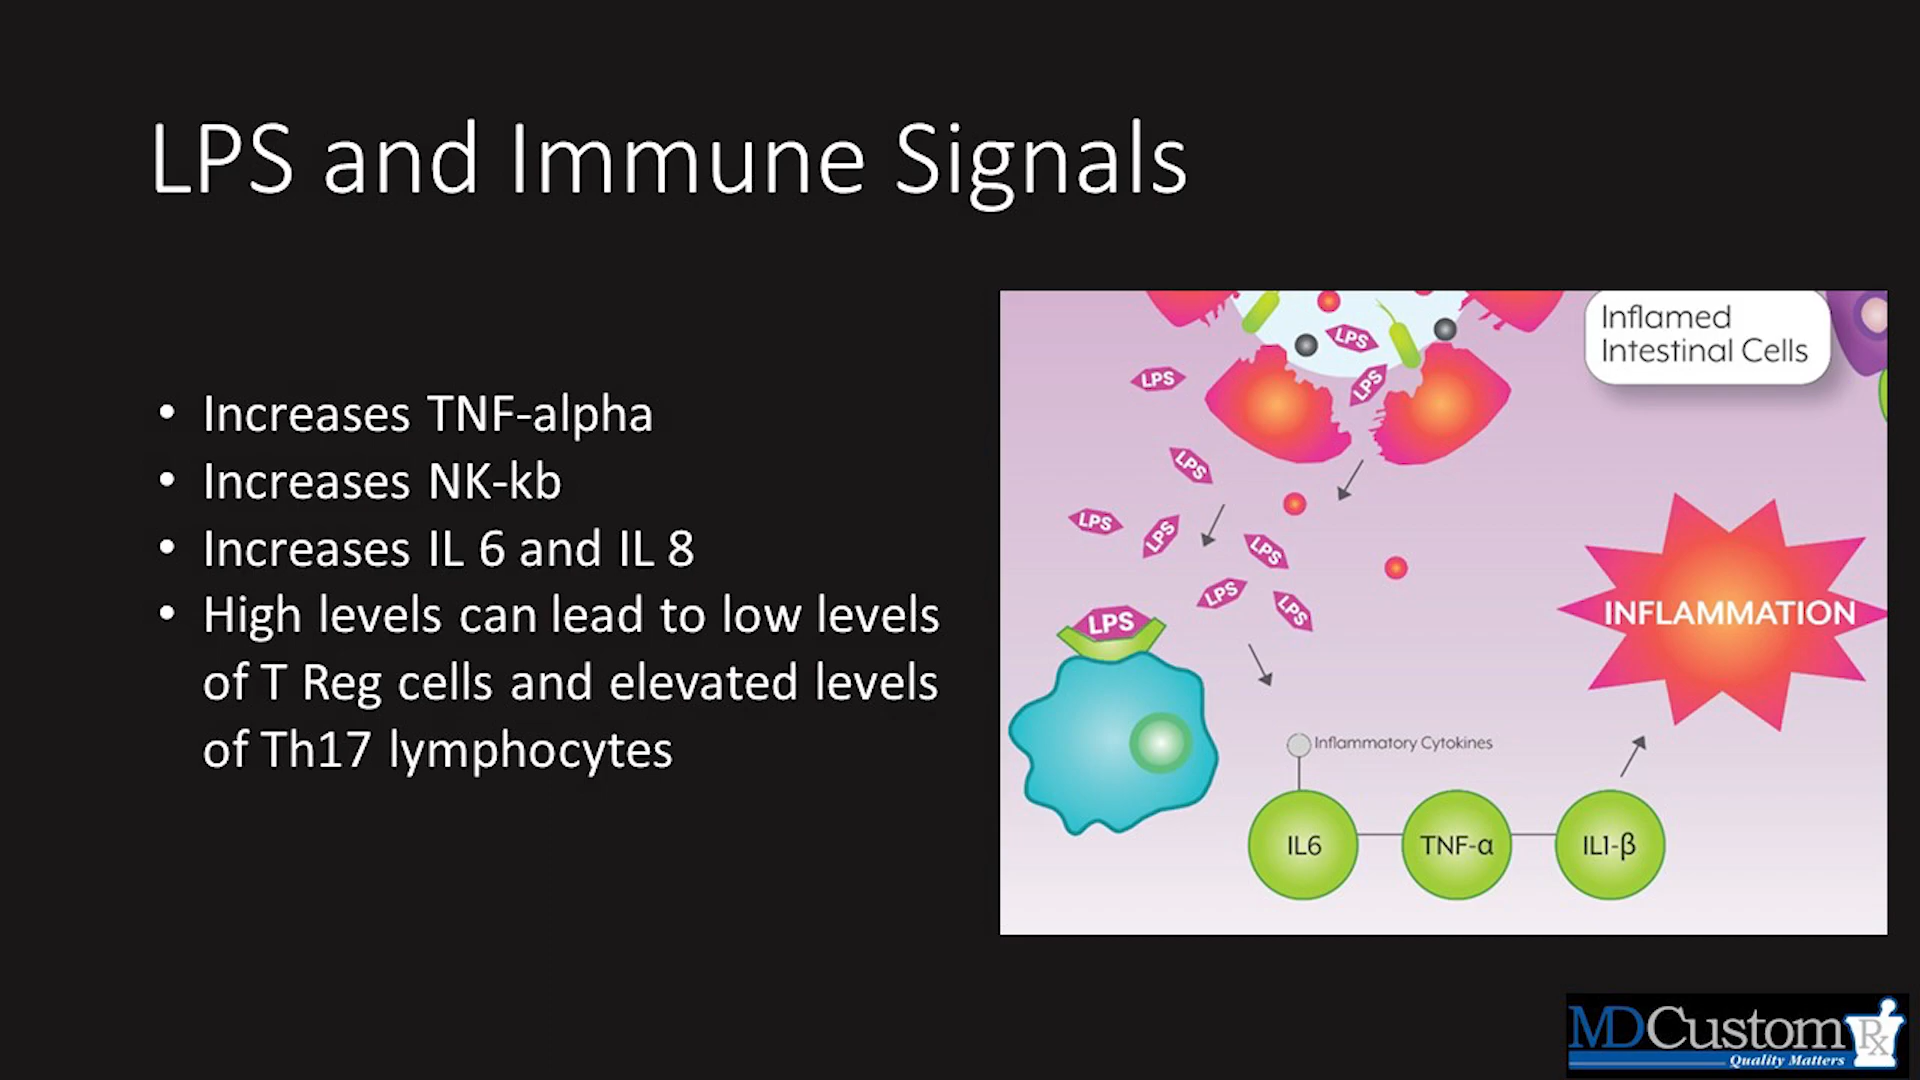 LPS and Immune Signals
• Increases TNF-alpha
• Increases NK-kb
• Increases IL 6 and IL 8
• High levels can lead to low levels
of T Reg cells and elevated levels
of Th17 lymphocytes
Inflamed
Intestinal Cells
LPS
LPS
LPS
LPS
LPS
LPS
LPS
LPS
LPS
LPS
INFLAMMATION
Inflammatory Cytokines
IL6
TNF-α
IL1-β
MDCustom Rx
Quality Matters